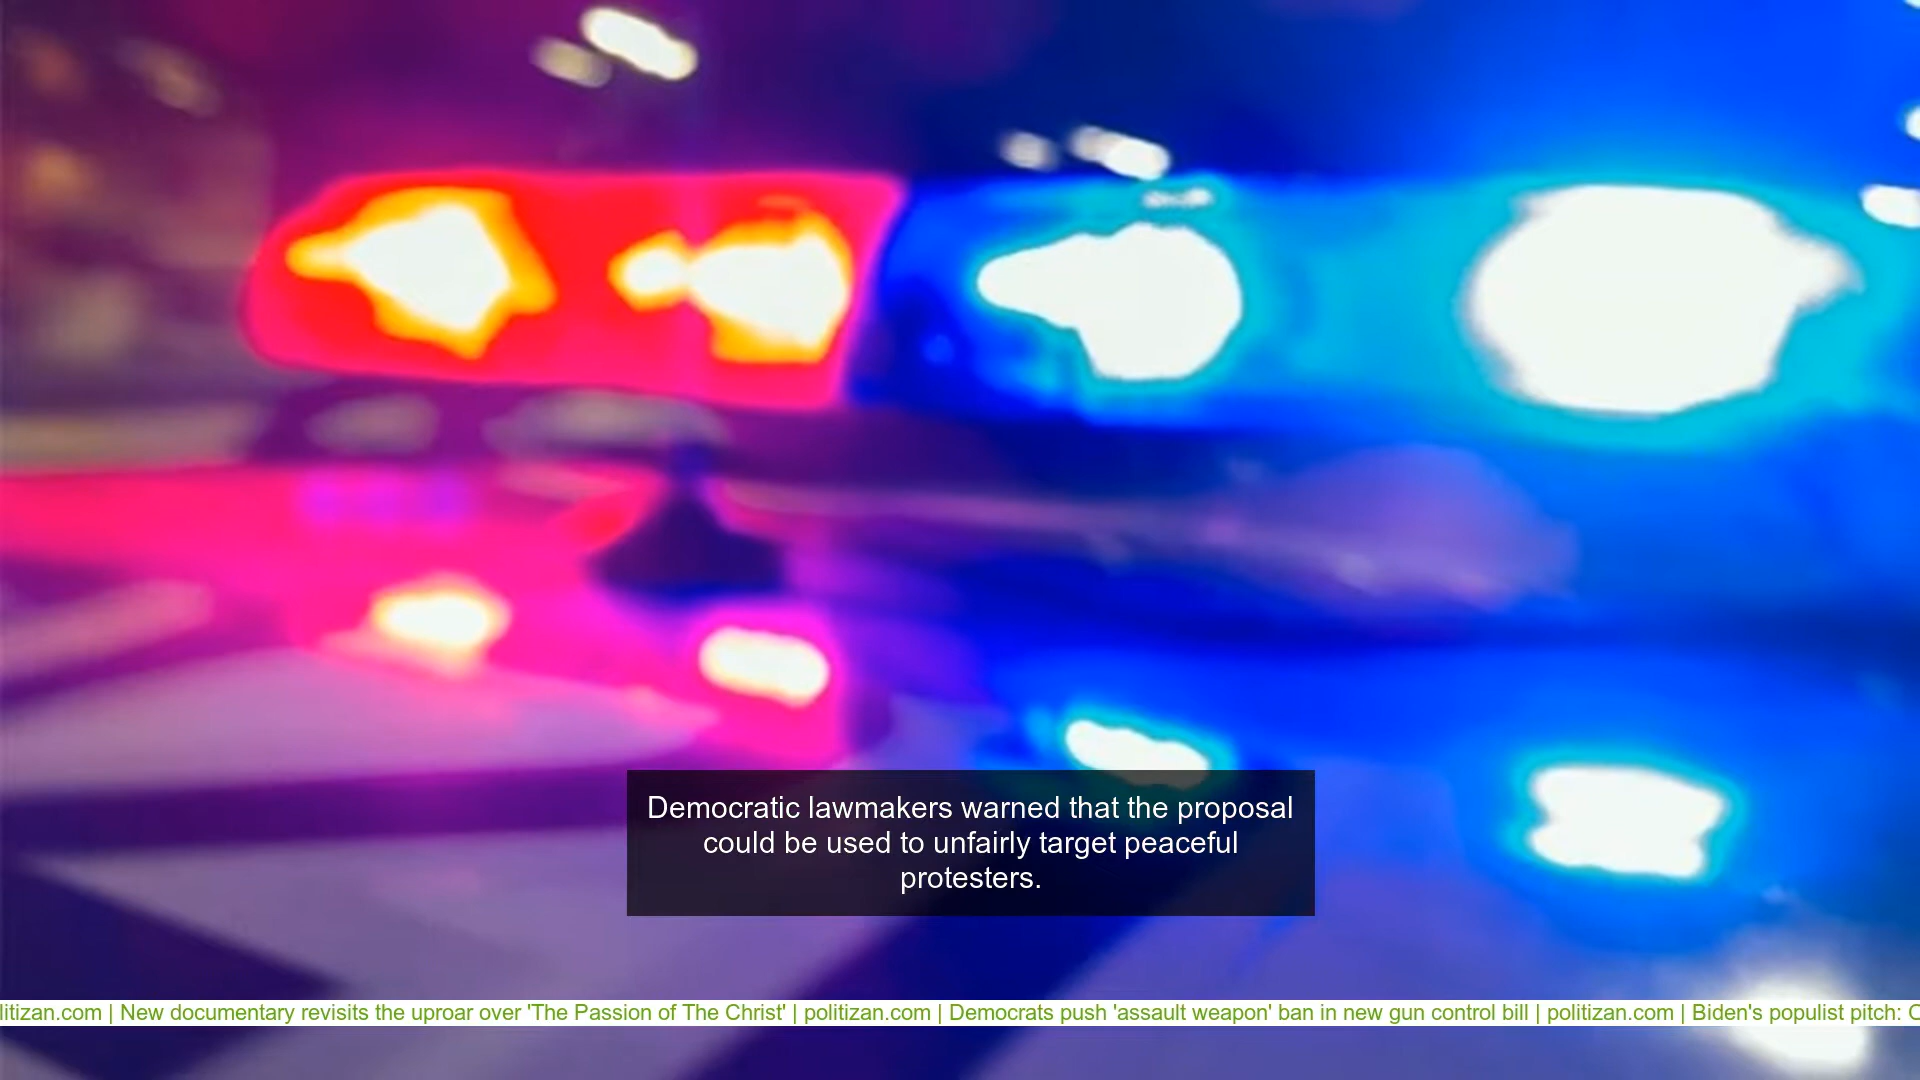 Democratic lawmakers warned that the proposal
could be used to unfairly target peaceful
protesters.
litizan.com | New documentary revisits the uproar over 'The Passion of The Christ' | politizan.com | Democrats push 'assault weapon' ban in new gun control bill | politizan.com | Biden's populist pitch: